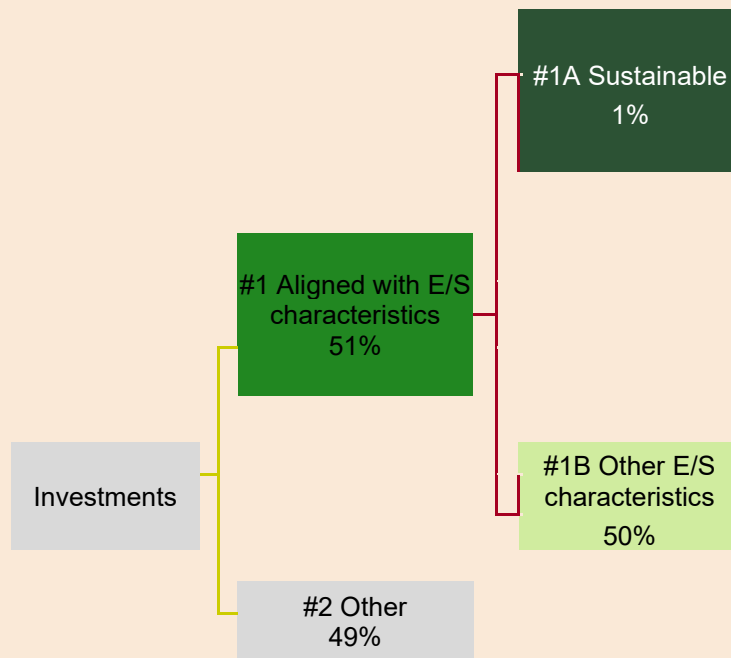 #1A Sustainable
1%
#1 Aligned with E/S
characteristics
51%
Investments
#1B Other E/S
characteristics
50%
#2 Other
49%